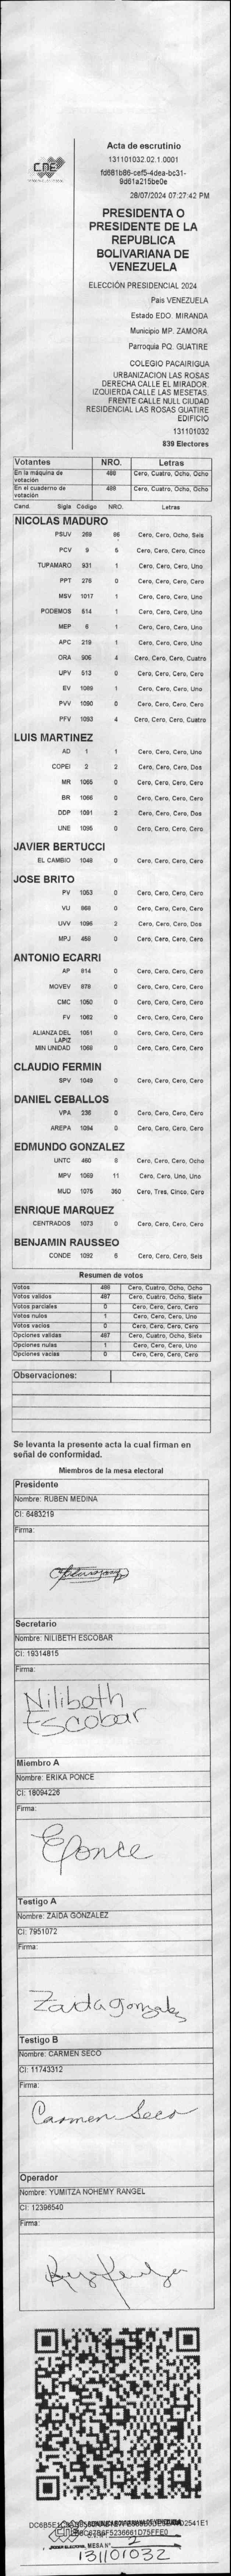 Acta de escrutinio
131101032.02.1.0001
fd681b86-cef5-4dea-bc31-
9d61a215be0e
28/07/2024 07:27:42 PM
PRESIDENTA O
PRESIDENTE DE LA
REPUBLICA
BOLIVARIANA DE
VENEZUELA
ELECCIÓN PRESIDENCIAL 2024
País VENEZUELA
Estado EDO. MIRANDA
Municipio MP. ZAMORA
Parroquia PQ. GUATIRE
COLEGIO PACAIRIGUA
URBANIZACIÓN LAS ROSAS
DERECHA CALLE EL MIRADOR.
IZQUIERDA CALLE LAS MESETAS.
FRENTE CALLE NULL CIUDAD
RESIDENCIAL LAS ROSAS GUATIRE
EDIFICIO
131101032
839 Electores
Votantes NRO. Letras
En la máquina de votación 488 Cero, Cuatro, Ocho, Ocho
En el cuaderno de votación 488 Cero, Cuatro, Ocho, Ocho
Cand. Sigla Código NRO. Letras
NICOLAS MADURO
PSUV 269 86 Cero, Cero, Ocho, Seis
PCV 9 5 Cero, Cero, Cero, Cinco
TUPAMARO 931 1 Cero, Cero, Cero, Uno
PPT 276 0 Cero, Cero, Cero, Cero
MSV 1017 1 Cero, Cero, Cero, Uno
PODEMOS 514 1 Cero, Cero, Cero, Uno
MEP 6 1 Cero, Cero, Cero, Uno
APC 219 1 Cero, Cero, Cero, Uno
ORA 906 4 Cero, Cero, Cero, Cuatro
UPV 513 0 Cero, Cero, Cero, Cero
EV 1089 1 Cero, Cero, Cero, Uno
PVV 1090 0 Cero, Cero, Cero, Cero
PFV 1093 4 Cero, Cero, Cero, Cuatro
LUIS MARTINEZ
AD 1 1 Cero, Cero, Cero, Uno
COPEI 2 2 Cero, Cero, Cero, Dos
MR 1065 0 Cero, Cero, Cero, Cero
BR 1066 0 Cero, Cero, Cero, Cero
DDP 1091 2 Cero, Cero, Cero, Dos
UNE 1095 0 Cero, Cero, Cero, Cero
JAVIER BERTUCCI
EL CAMBIO 1048 0 Cero, Cero, Cero, Cero
JOSE BRITO
PV 1053 0 Cero, Cero, Cero, Cero
VU 968 0 Cero, Cero, Cero, Cero
UVV 1096 2 Cero, Cero, Cero, Dos
MPJ 458 0 Cero, Cero, Cero, Cero
ANTONIO ECARRI
AP 814 0 Cero, Cero, Cero, Cero
MOVEV 978 0 Cero, Cero, Cero, Cero
CMC 1050 0 Cero, Cero, Cero, Cero
FV 1062 0 Cero, Cero, Cero, Cero
ALIANZA DEL LAPIZ 1051 0 Cero, Cero, Cero, Cero
MIN UNIDAD 1068 0 Cero, Cero, Cero, Cero
CLAUDIO FERMIN
SPV 1049 0 Cero, Cero, Cero, Cero
DANIEL CEBALLOS
VPA 236 0 Cero, Cero, Cero, Cero
AREPA 1094 0 Cero, Cero, Cero, Cero
EDMUNDO GONZALEZ
UNTC 460 8 Cero, Cero, Cero, Ocho
MPV 1069 11 Cero, Cero, Uno, Uno
MUD 1075 350 Cero, Tres, Cinco, Cero
ENRIQUE MARQUEZ
CENTRADOS 1073 0 Cero, Cero, Cero, Cero
BENJAMIN RAUSSEO
CONDE 1092 6 Cero, Cero, Cero, Seis
Resumen de votos
Votos 488 Cero, Cuatro, Ocho, Ocho
Votos validos 487 Cero, Cuatro, Ocho, Siete
Votos parciales 0 Cero, Cero, Cero, Cero
Votos nulos 1 Cero, Cero, Cero, Uno
Votos vacios 0 Cero, Cero, Cero, Cero
Opciones validas 487 Cero, Cuatro, Ocho, Siete
Opciones nulas 1 Cero, Cero, Cero, Uno
Opciones vacias 0 Cero, Cero, Cero, Cero
Observaciones:
Se levanta la presente acta la cual firman en
señal de conformidad.
Miembros de la mesa electoral
Presidente
Nombre: RUBEN MEDINA
CI: 6483219
Firma:
Secretario
Nombre: NILIBETH ESCOBAR
CI: 19314815
Firma:
Nilibeth
Escobar
Miembro A
Nombre: ERIKA PONCE
CI: 18094226
Firma:
EPonce
Testigo A
Nombre: ZAIDA GONZALEZ
CI: 7951072
Firma:
Zaida Gonzalez
Testigo B
Nombre: CARMEN SECO
CI: 11743312
Firma:
Carmen Seco
Operador
Nombre: YUMITZA NOHEMY RANGEL
CI: 12396540
Firma:
MESA N° 2
131101032